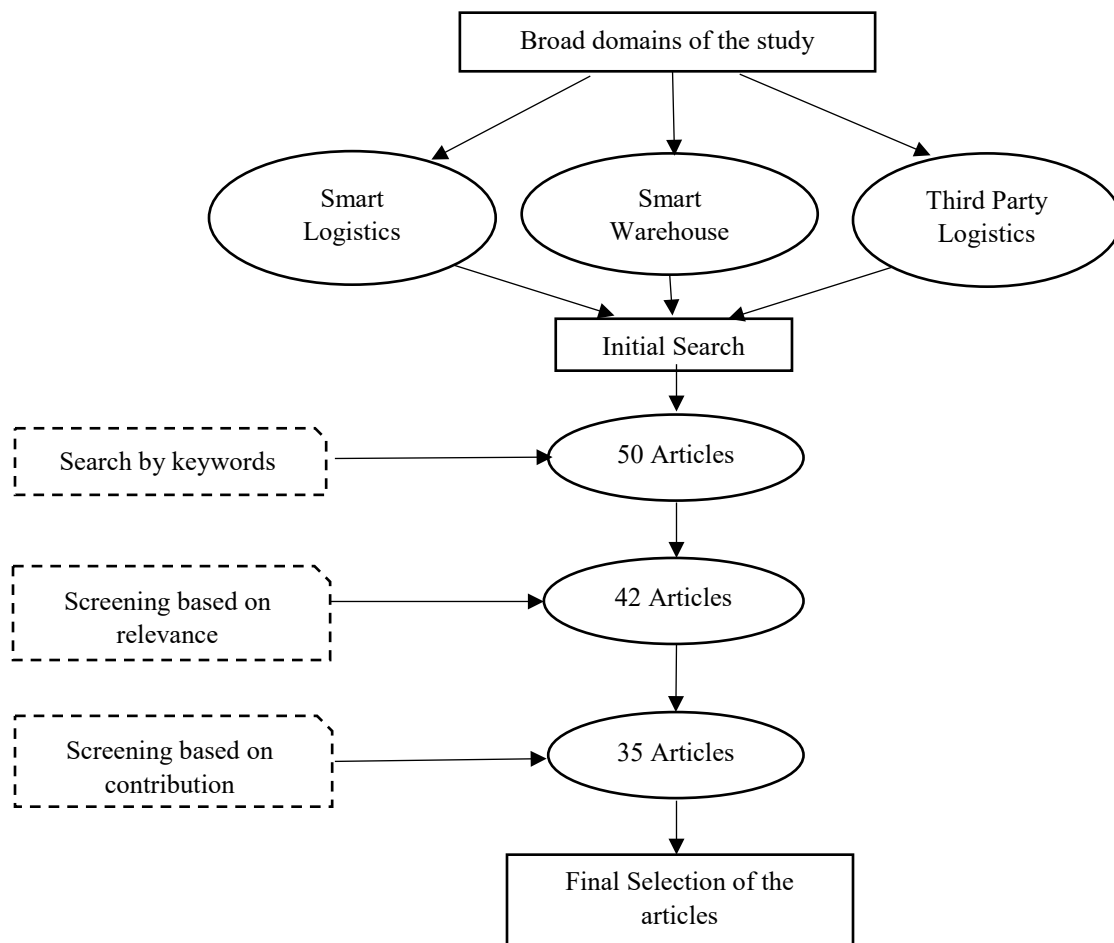 Broad domains of the study
Smart
Logistics
Smart
Warehouse
Third Party
Logistics
Initial Search
Search by keywords
50 Articles
Screening based on
relevance
42 Articles
Screening based on
contribution
35 Articles
Final Selection of the
articles